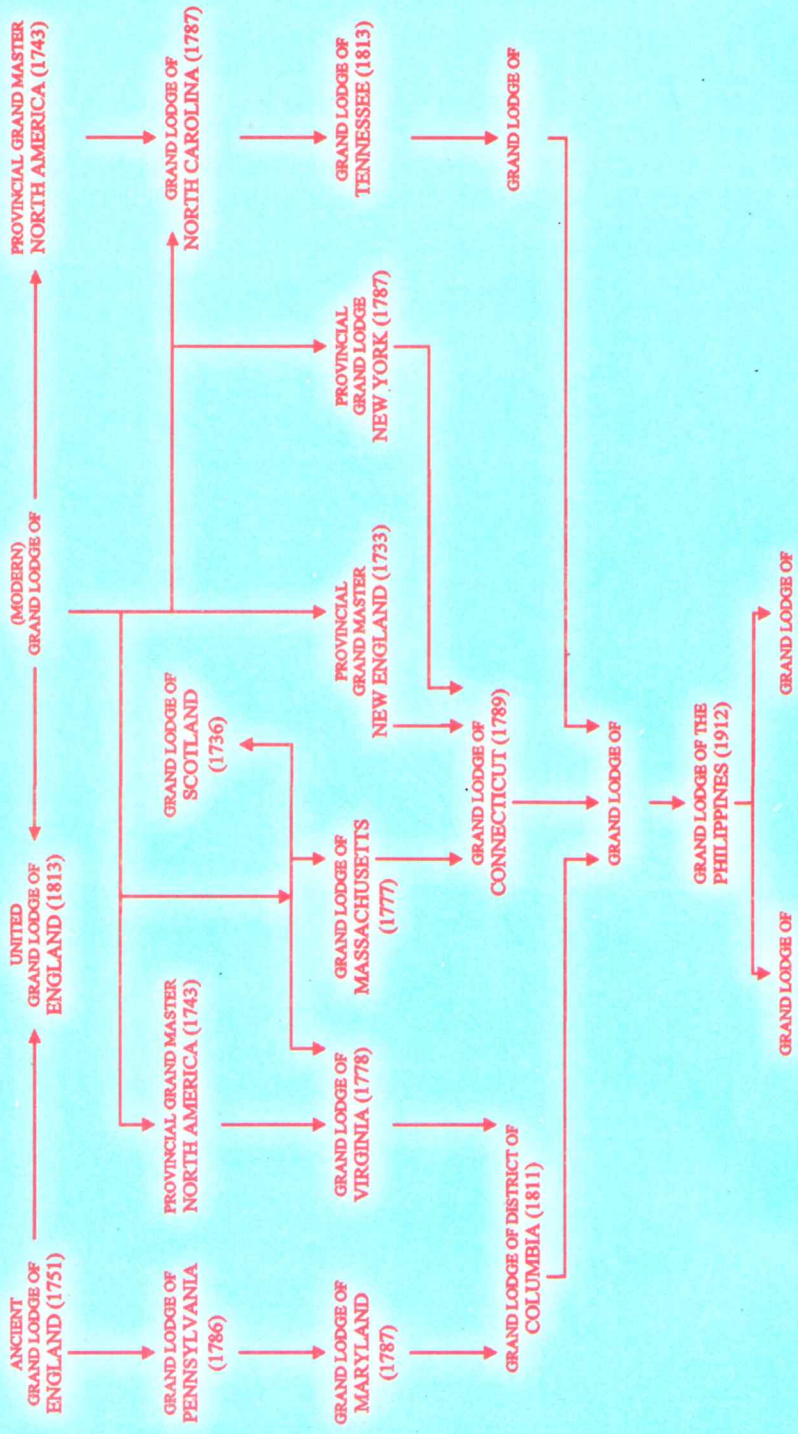 ANCIENT
GRAND LODGE OF
ENGLAND (1751)
UNITED
GRAND LODGE OF
ENGLAND (1813)
(MODERN)
GRAND LODGE OF
PROVINCIAL GRAND MASTER
NORTH AMERICA (1743)
GRAND LODGE OF
PENNSYLVANIA
(1786)
PROVINCIAL GRAND MASTER
NORTH AMERICA (1743)
GRAND LODGE OF
SCOTLAND
(1736)
GRAND LODGE OF
NORTH CAROLINA (1787)
GRAND LODGE OF
MARYLAND
(1787)
GRAND LODGE OF
VIRGINIA (1778)
GRAND LODGE OF
MASSACHUSETTS
(1777)
PROVINCIAL
GRAND MASTER
NEW ENGLAND (1733)
PROVINCIAL
GRAND LODGE
NEW YORK (1787)
GRAND LODGE OF
TENNESSEE (1813)
GRAND LODGE OF DISTRICT OF
COLUMBIA (1811)
GRAND LODGE OF
CONNECTICUT (1789)
GRAND LODGE OF
GRAND LODGE OF
GRAND LODGE OF THE
PHILIPPINES (1912)
GRAND LODGE OF
GRAND LODGE OF